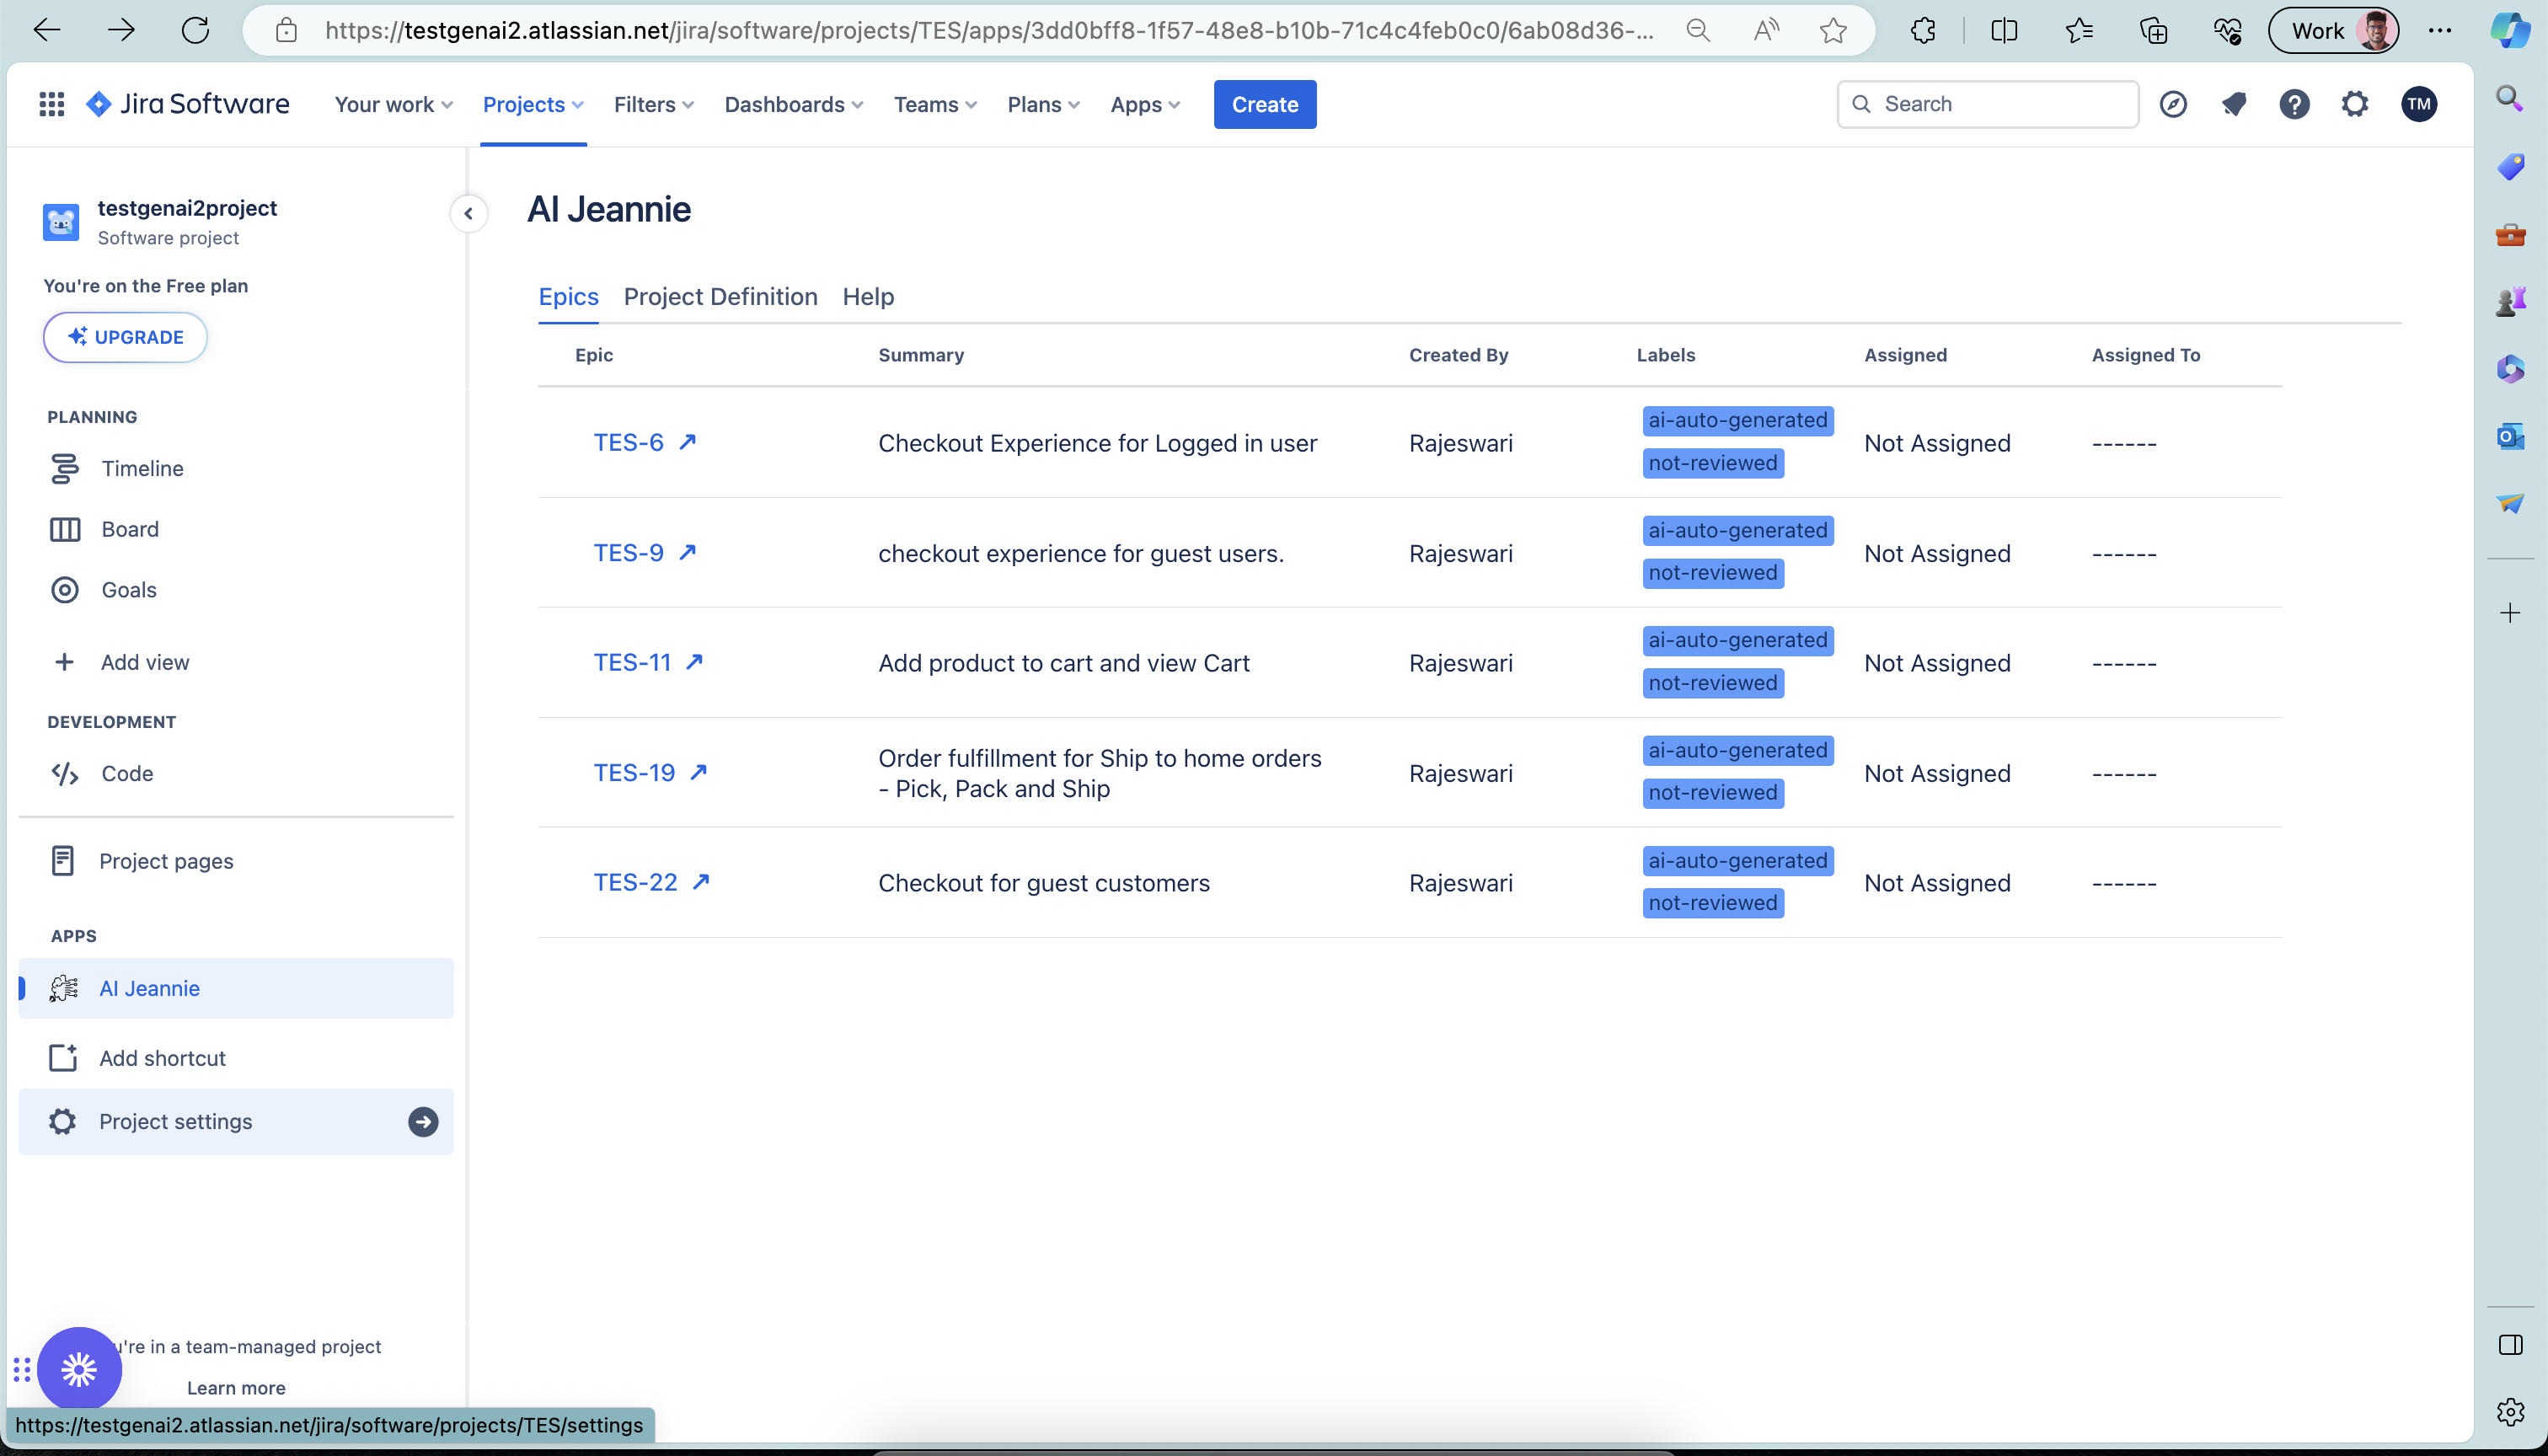 https://testgenai2.atlassian.net/jira/software/projects/TES/apps/3dd0bff8-1f57-48e8-b10b-71c4c4feb0c0/6ab08d36-...
Work
Jira Software
Your work
Projects
Filters
Dashboards
Teams
Plans
Apps
Create
Search
TM
testgenai2project
Software project
You're on the Free plan
UPGRADE
PLANNING
Timeline
Board
Goals
Add view
DEVELOPMENT
Code
Project pages
APPS
AI Jeannie
Add shortcut
Project settings
u're in a team-managed project
Learn more
https://testgenai2.atlassian.net/jira/software/projects/TES/settings
AI Jeannie
Epics Project Definition Help
Epic Summary Created By Labels Assigned Assigned To
TES-6 Checkout Experience for Logged in user Rajeswari ai-auto-generated not-reviewed Not Assigned ------
TES-9 checkout experience for guest users. Rajeswari ai-auto-generated not-reviewed Not Assigned ------
TES-11 Add product to cart and view Cart Rajeswari ai-auto-generated not-reviewed Not Assigned ------
TES-19 Order fulfillment for Ship to home orders
- Pick, Pack and Ship Rajeswari ai-auto-generated not-reviewed Not Assigned ------
TES-22 Checkout for guest customers Rajeswari ai-auto-generated not-reviewed Not Assigned ------